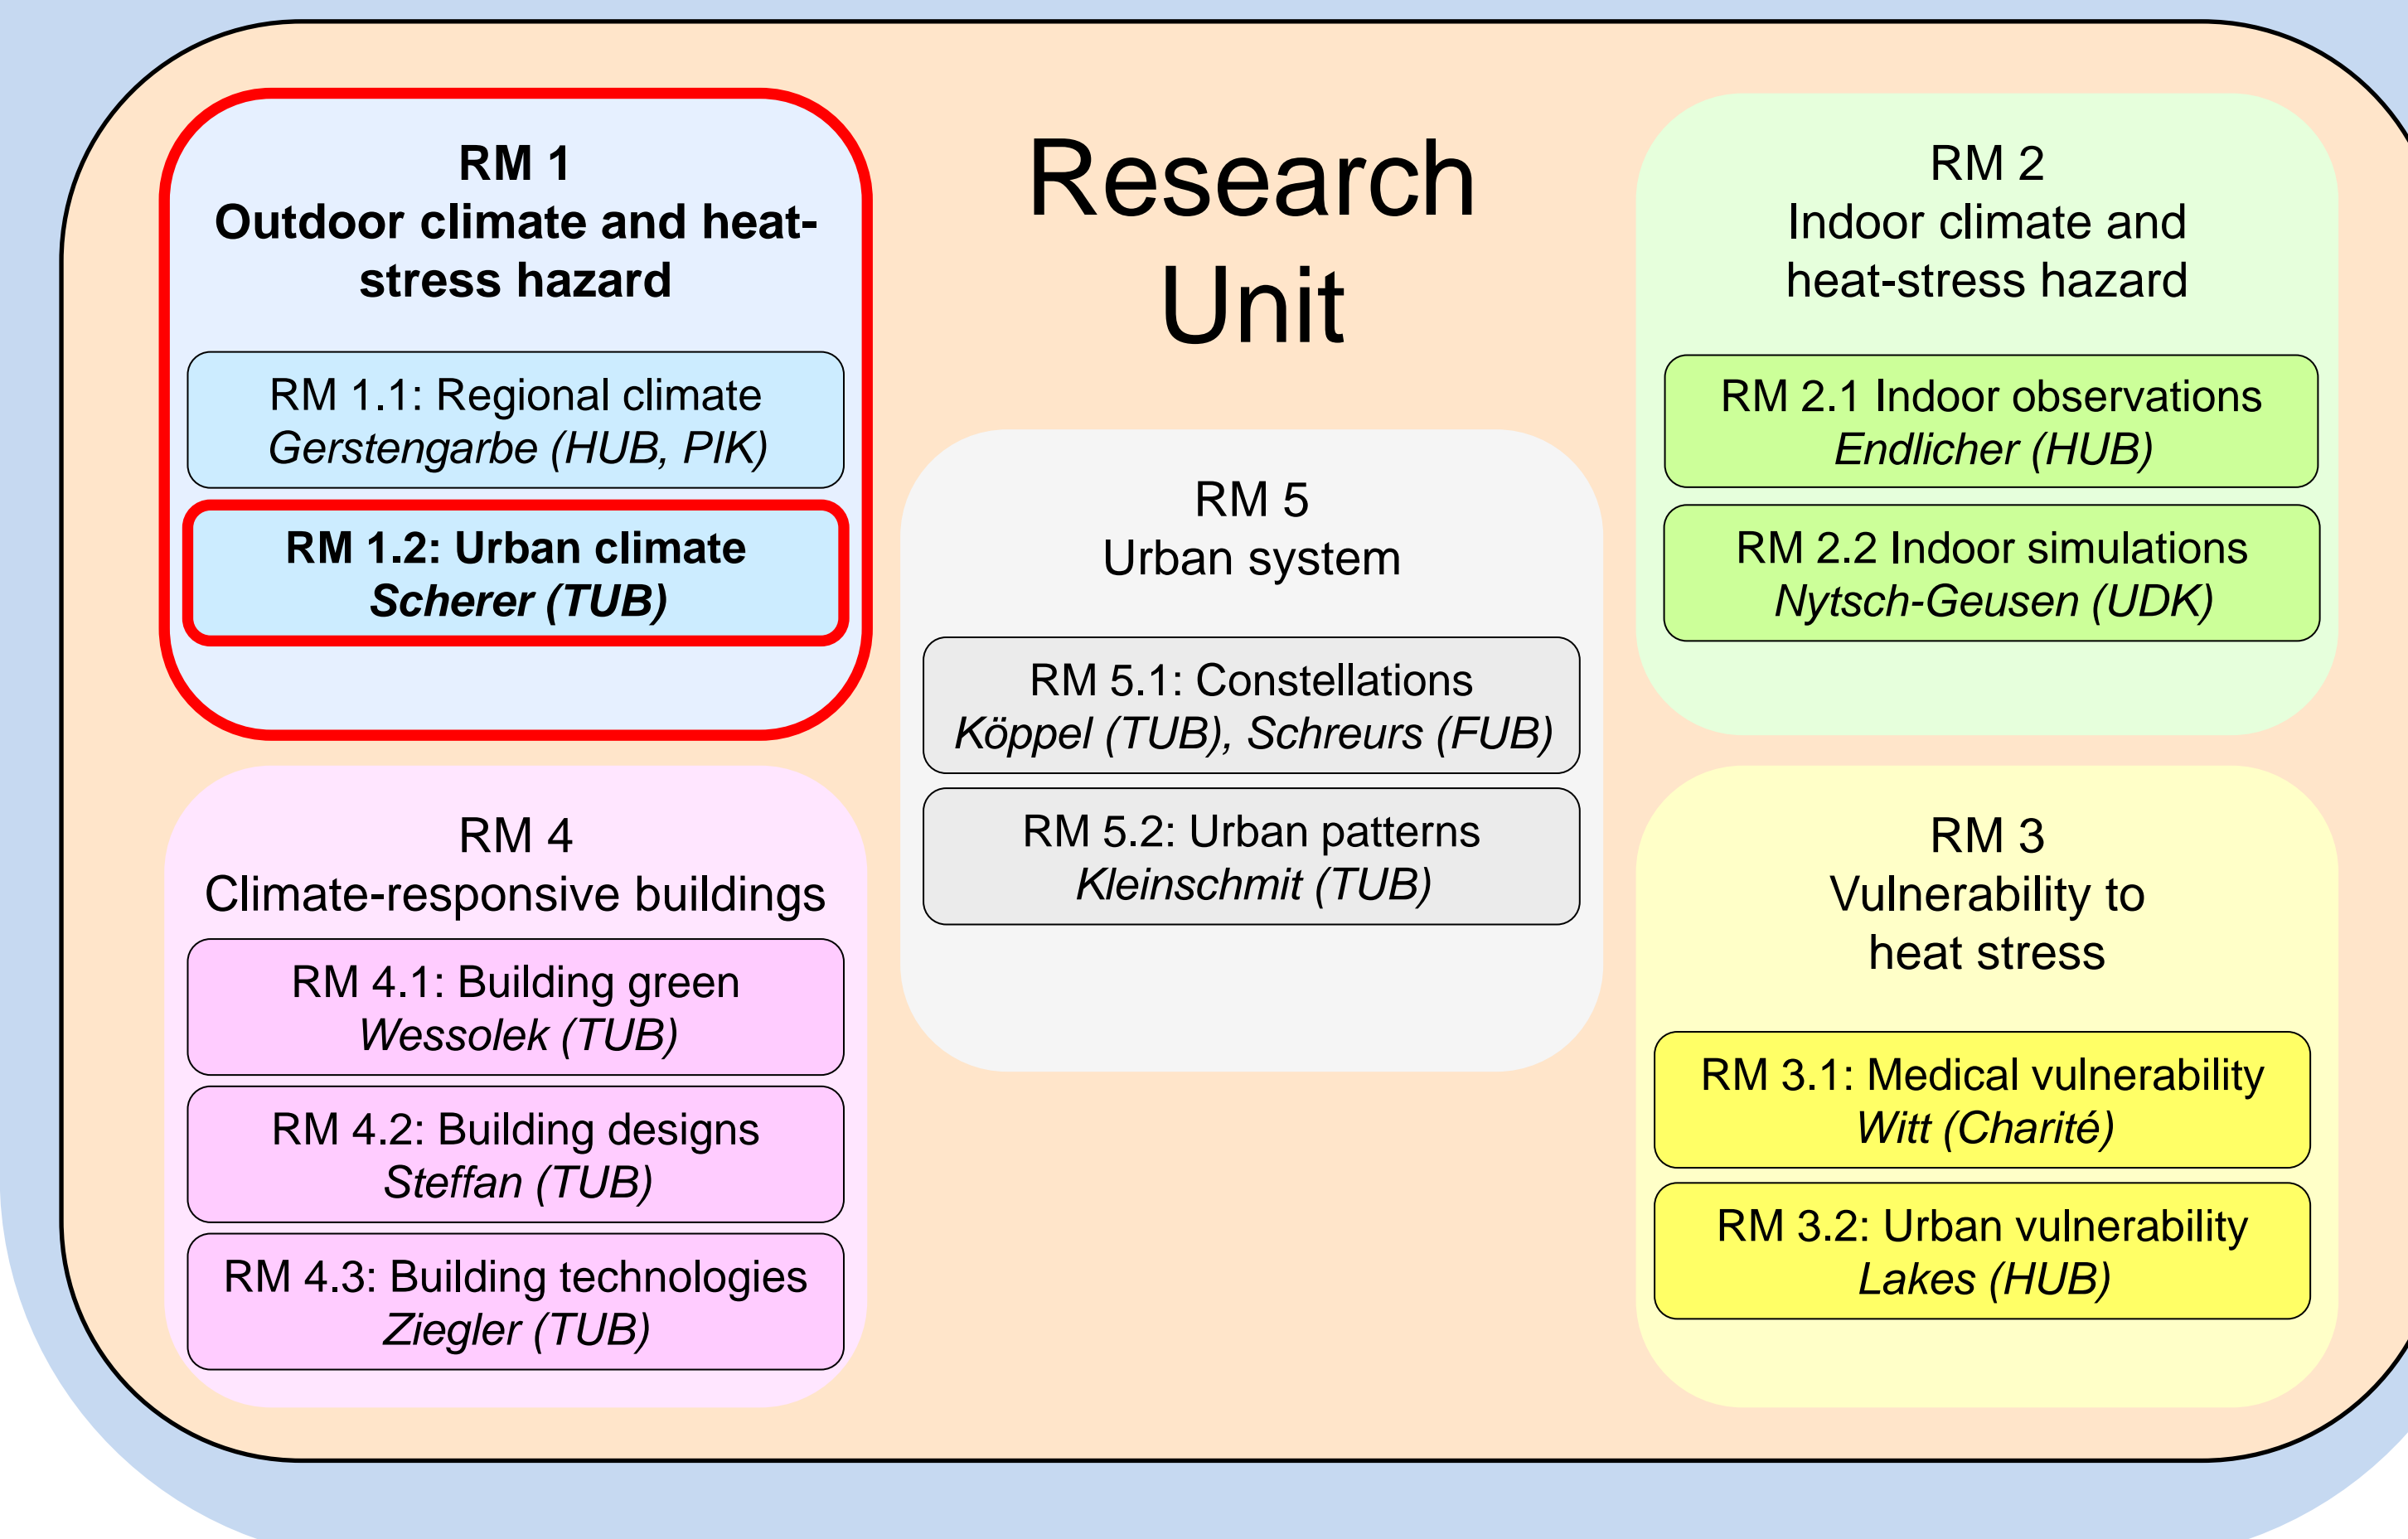 Research
Unit
RM 1
Outdoor climate and heat-
stress hazard
RM 1.1: Regional climate
Gerstengarbe (HUB, PIK)
RM 1.2: Urban climate
Scherer (TUB)
RM 2
Indoor climate and
heat-stress hazard
RM 2.1 Indoor observations
Endlicher (HUB)
RM 2.2 Indoor simulations
Nytsch-Geusen (UDK)
RM 5
Urban system
RM 5.1: Constellations
Köppel (TUB), Schreurs (FUB)
RM 5.2: Urban patterns
Kleinschmit (TUB)
RM 4
Climate-responsive buildings
RM 4.1: Building green
Wessolek (TUB)
RM 4.2: Building designs
Steffan (TUB)
RM 4.3: Building technologies
Ziegler (TUB)
RM 3
Vulnerability to
heat stress
RM 3.1: Medical vulnerability
Witt (Charité)
RM 3.2: Urban vulnerability
Lakes (HUB)